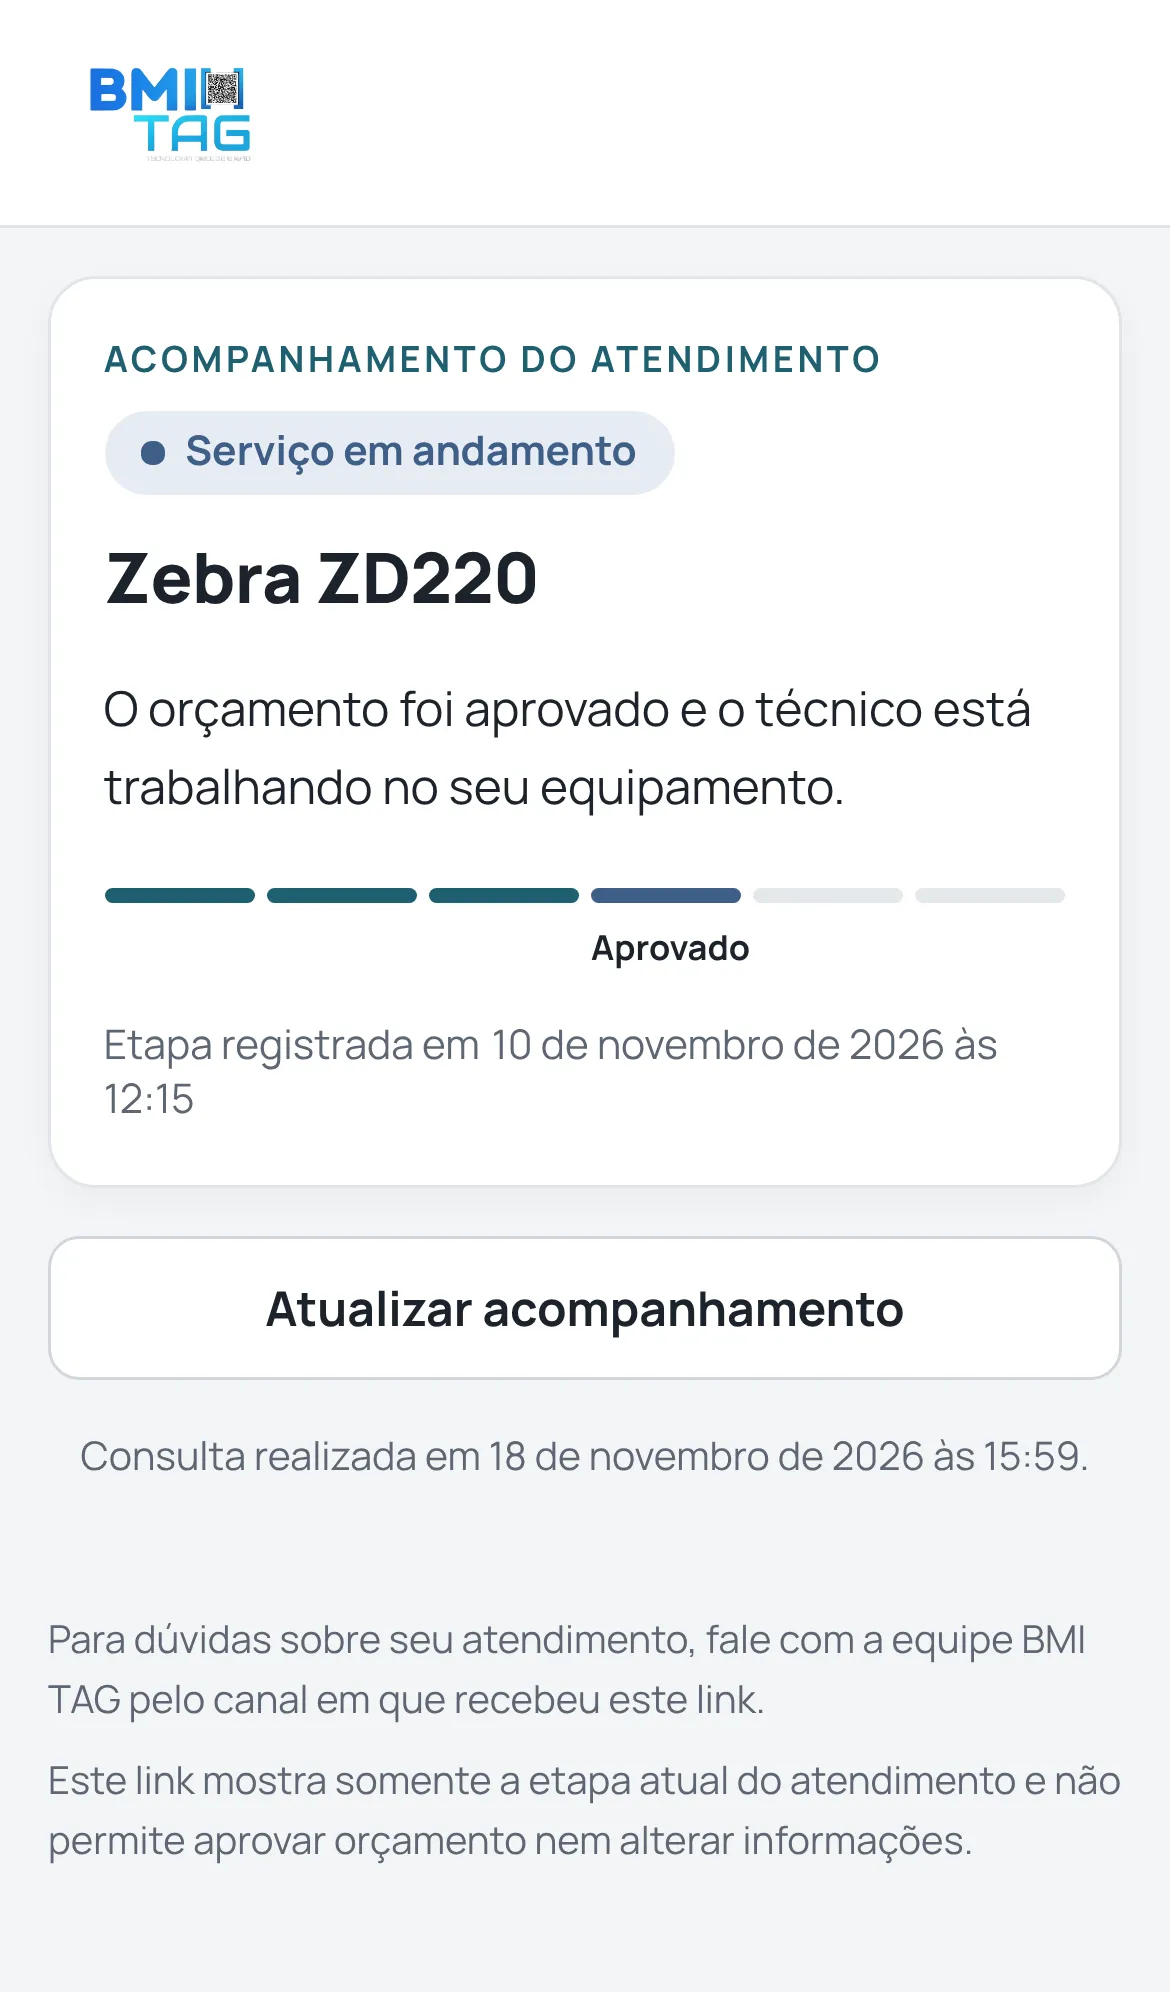 BMI
TAG
ACOMPANHAMENTO DO ATENDIMENTO
Serviço em andamento
Zebra ZD220
O orçamento foi aprovado e o técnico está
trabalhando no seu equipamento.
Aprovado
Etapa registrada em 10 de novembro de 2026 às
12:15
Atualizar acompanhamento
Consulta realizada em 18 de novembro de 2026 às 15:59.
Para dúvidas sobre seu atendimento, fale com a equipe BMI
TAG pelo canal em que recebeu este link.
Este link mostra somente a etapa atual do atendimento e não
permite aprovar orçamento nem alterar informações.